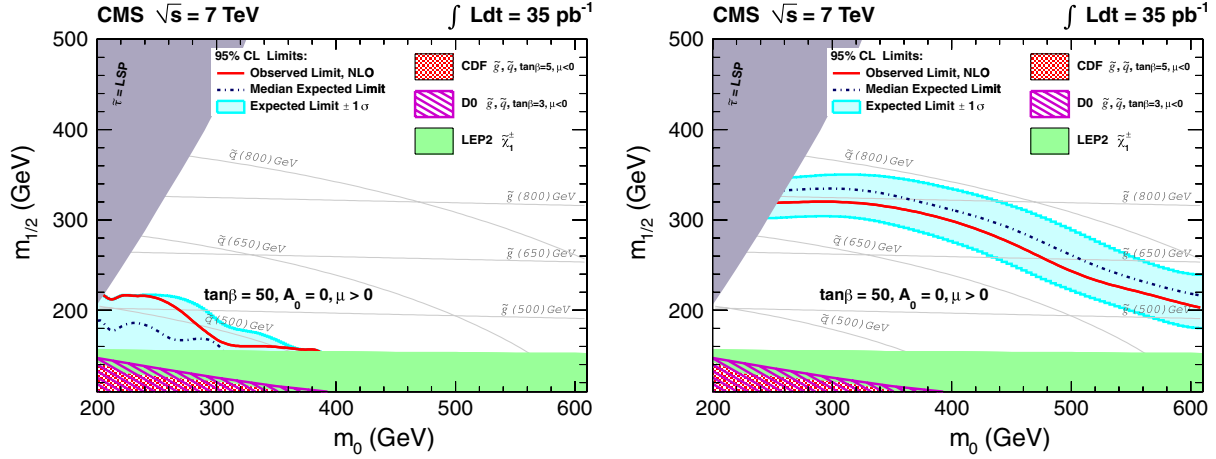 CMS √s = 7 TeV ∫ Ldt = 35 pb⁻¹
95% CL Limits:
Observed Limit, NLO
Median Expected Limit
Expected Limit ± 1σ
CDF g̃, q̃, tanβ=5, μ<0
D0 g̃, q̃, tanβ=3, μ<0
LEP2 χ̃₁±
τ̃ = LSP
q̃ (800)GeV
g̃ (800)GeV
q̃ (650)GeV
g̃ (650)GeV
tanβ = 50, A₀ = 0, μ > 0
g̃ (500)GeV
q̃ (500)GeV
500
400
300
200
m₁/₂ (GeV)
200 300 400 500 600
m₀ (GeV)
CMS √s = 7 TeV ∫ Ldt = 35 pb⁻¹
95% CL Limits:
Observed Limit, NLO
Median Expected Limit
Expected Limit ± 1σ
CDF g̃, q̃, tanβ=5, μ<0
D0 g̃, q̃, tanβ=3, μ<0
LEP2 χ̃₁±
τ̃ = LSP
q̃ (800)GeV
g̃ (800)GeV
q̃ (650)GeV
g̃ (650)GeV
tanβ = 50, A₀ = 0, μ > 0
g̃ (500)GeV
q̃ (500)GeV
500
400
300
200
m₁/₂ (GeV)
200 300 400 500 600
m₀ (GeV)